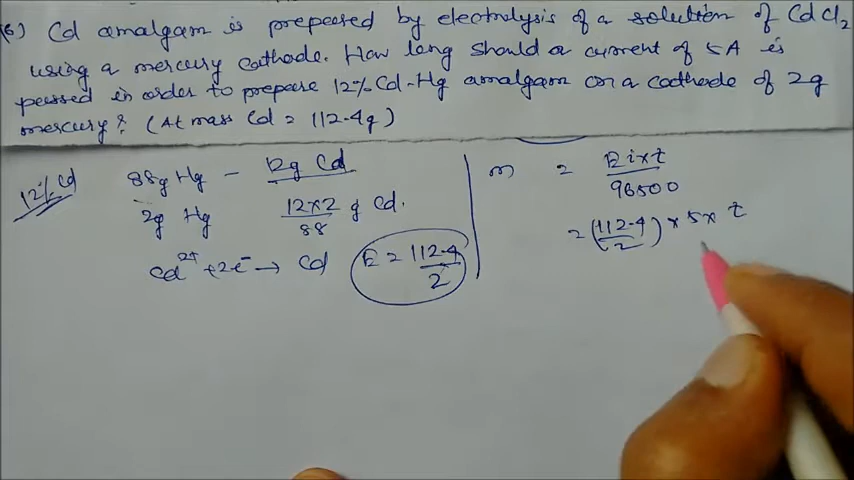 (6) Cd amalgam is prepeared by electrolysis of a solution of CdCl2
using a mercury cathode. How long should a current of 5A is
passed in order to prepare 12% Cd-Hg amalgam on a cathode of 2g
mercury? (At mass Cd = 112.4g)
12% Cd
88g Hg - 12g Cd
2g Hg 12×2/88 g Cd.
Cd2+ + 2e- → Cd E = 112.4/2
m = E i×t/96500
= (112.4/2) × 5 × t